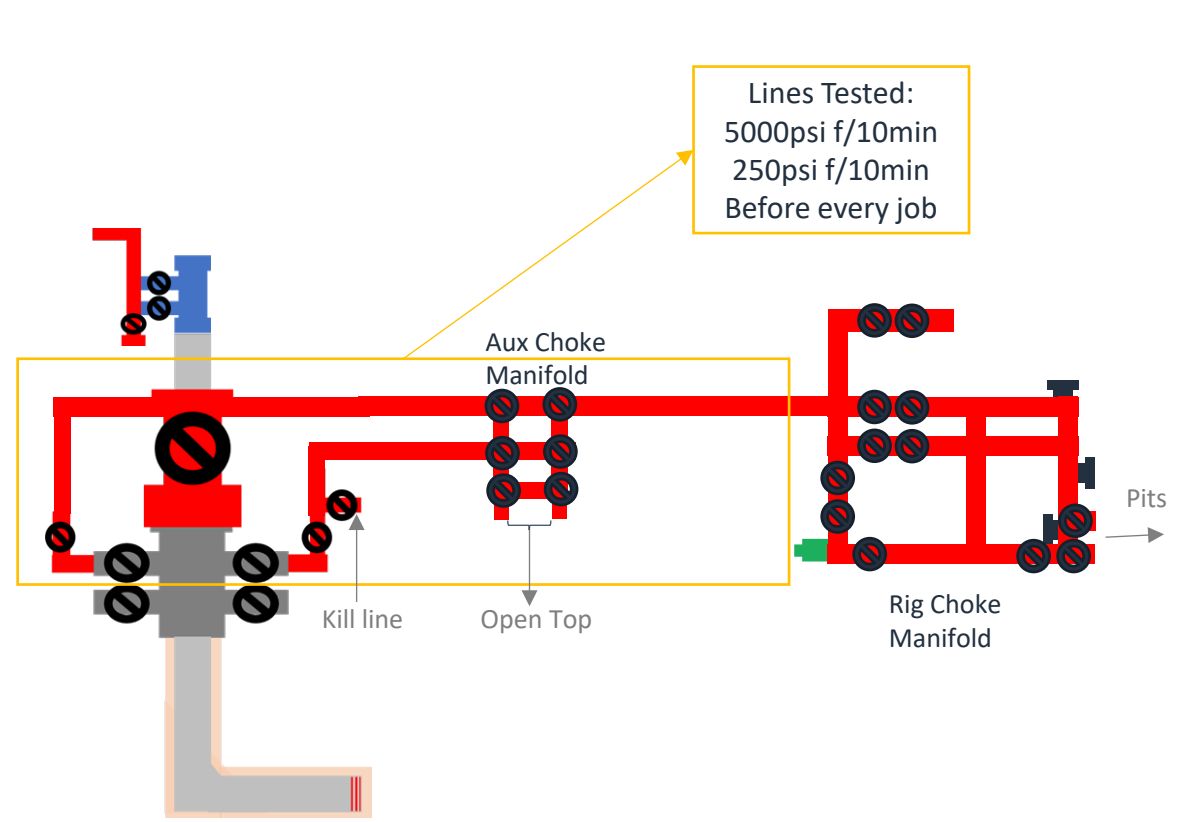 Lines Tested:
5000psi f/10min
250psi f/10min
Before every job
Aux Choke
Manifold
Pits
Kill line
Open Top
Rig Choke
Manifold